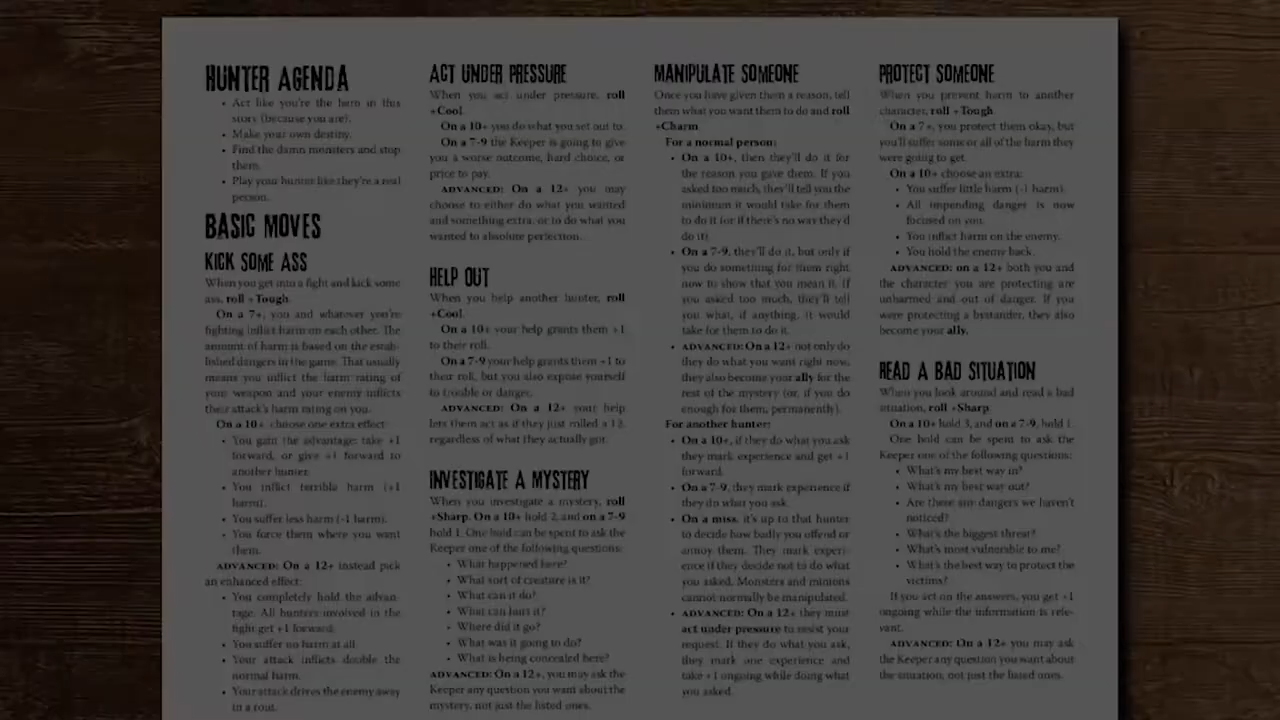 HUNTER AGENDA
• Act like you're the hero in this
story (because you are).
• Make your own destiny.
• Find the damn monsters and stop
them.
• Play your hunter like they're a real
person.
BASIC MOVES
KICK SOME ASS
When you get into a fight and kick some
ass, roll +Tough.
On a 7+, you and whatever you're
fighting inflict harm on each other. The
amount of harm is based on the estab-
lished dangers in the game. That usually
means you inflict the harm rating of
your weapon and your enemy inflicts
their attack's harm rating on you.
On a 10+, choose one extra effect:
• You gain the advantage: take +1
forward, or give +1 forward to
another hunter.
• You inflict terrible harm (+1
harm).
• You suffer less harm (-1 harm).
• You force them where you want
them.
ADVANCED: On a 12+ instead pick
an enhanced effect:
• You completely hold the advan-
tage. All hunters involved in the
fight get +1 forward.
• You suffer no harm at all.
• Your attack inflicts double the
normal harm.
• Your attack drives the enemy away
in a rout.
ACT UNDER PRESSURE
When you act under pressure, roll
+Cool.
On a 10+ you do what you set out to.
On a 7-9 the Keeper is going to give
you a worse outcome, hard choice, or
price to pay.
ADVANCED: On a 12+ you may
choose to either do what you wanted
and something extra, or to do what you
wanted to absolute perfection.
HELP OUT
When you help another hunter, roll
+Cool.
On a 10+ your help grants them +1
to their roll.
On a 7-9 your help grants them +1 to
their roll, but you also expose yourself
to trouble or danger.
ADVANCED: On a 12+ your help
lets them act as if they just rolled a 12,
regardless of what they actually got.
INVESTIGATE A MYSTERY
When you investigate a mystery, roll
+Sharp. On a 10+ hold 2, and on a 7-9
hold 1. One hold can be spent to ask the
Keeper one of the following questions:
• What happened here?
• What sort of creature is it?
• What can it do?
• What can hurt it?
• Where did it go?
• What was it going to do?
• What is being concealed here?
ADVANCED: On a 12+, you may ask the
Keeper any question you want about the
mystery, not just the listed ones.
MANIPULATE SOMEONE
Once you have given them a reason, tell
them what you want them to do and roll
+Charm.
For a normal person:
• On a 10+, then they'll do it for
the reason you gave them. If you
asked too much, they'll tell you the
minimum it would take for them
to do it (or if there's no way they'd
do it).
• On a 7-9, they'll do it, but only if
you do something for them right
now to show that you mean it. If
you asked too much, they'll tell
you what, if anything, it would
take for them to do it.
• ADVANCED: On a 12+ not only do
they do what you want right now,
they also become your ally for the
rest of the mystery (or, if you do
enough for them, permanently).
For another hunter:
• On a 10+, if they do what you ask
they mark experience and get +1
forward.
• On a 7-9, they mark experience if
they do what you ask.
• On a miss, it's up to that hunter
to decide how badly you offend or
annoy them. They mark experi-
ence if they decide not to do what
you asked. Monsters and minions
cannot normally be manipulated.
• ADVANCED: On a 12+ they must
act under pressure to resist your
request. If they do what you ask,
they mark one experience and
take +1 ongoing while doing what
you asked.
PROTECT SOMEONE
When you prevent harm to another
character, roll +Tough.
On a 7+, you protect them okay, but
you'll suffer some or all of the harm they
were going to get.
On a 10+ choose an extra:
• You suffer little harm (-1 harm).
• All impending danger is now
focused on you.
• You inflict harm on the enemy.
• You hold the enemy back.
ADVANCED: on a 12+ both you and
the character you are protecting are
unharmed and out of danger. If you
were protecting a bystander, they also
become your ally.
READ A BAD SITUATION
When you look around and read a bad
situation, roll +Sharp.
On a 10+ hold 3, and on a 7-9, hold 1.
One hold can be spent to ask the
Keeper one of the following questions:
• What's my best way in?
• What's my best way out?
• Are there any dangers we haven't
noticed?
• What's the biggest threat?
• What's most vulnerable to me?
• What's the best way to protect the
victims?
If you act on the answers, you get +1
ongoing while the information is rele-
vant.
ADVANCED: On a 12+ you may ask
the Keeper any question you want about
the situation, not just the listed ones.